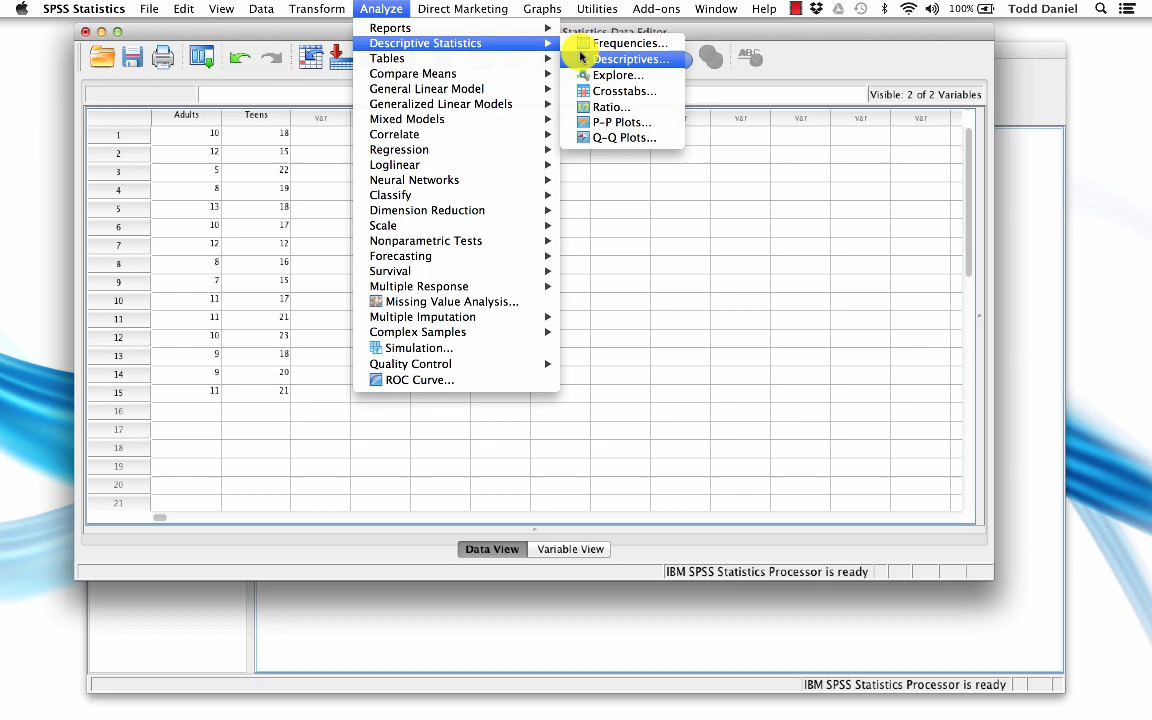 SPSS Statistics File Edit View Data Transform Analyze Direct Marketing Graphs Utilities Add-ons Window Help 100% Todd Daniel
Statistics Data Editor
Reports
Descriptive Statistics
Tables
Compare Means
General Linear Model
Generalized Linear Models
Mixed Models
Correlate
Regression
Loglinear
Neural Networks
Classify
Dimension Reduction
Scale
Nonparametric Tests
Forecasting
Survival
Multiple Response
Missing Value Analysis...
Multiple Imputation
Complex Samples
Simulation...
Quality Control
ROC Curve...
Frequencies...
Descriptives...
Explore...
Crosstabs...
Ratio...
P-P Plots...
Q-Q Plots...
ABC
Visible: 2 of 2 Variables
Adults Teens var var var var var
1 10 18
2 12 15
3 5 22
4 8 19
5 13 18
6 10 17
7 12 12
8 8 16
9 7 15
10 11 17
11 11 21
12 10 23
13 9 18
14 9 20
15 11 21
16
17
18
19
20
21
Data View Variable View
IBM SPSS Statistics Processor is ready
IBM SPSS Statistics Processor is ready